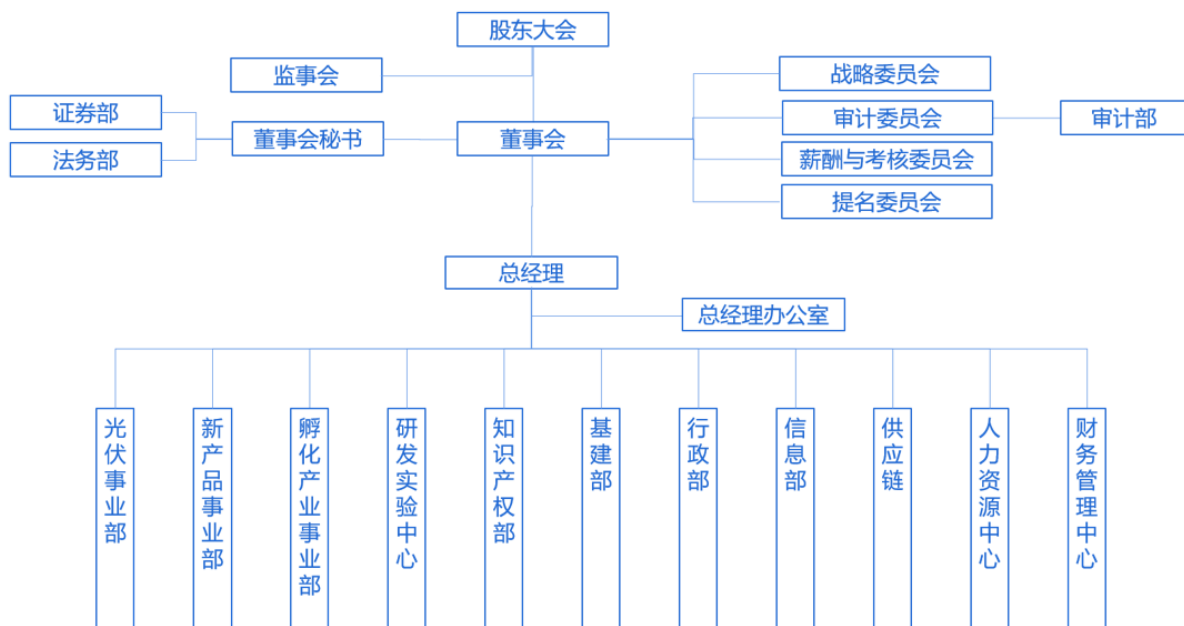 股东大会
监事会
战略委员会
证券部
审计委员会
审计部
董事会秘书
董事会
法务部
薪酬与考核委员会
提名委员会
总经理
总经理办公室
光伏事业部
新产品事业部
孵化产业事业部
研发实验中心
知识产权部
基建部
行政部
信息部
供应链
人力资源中心
财务管理中心